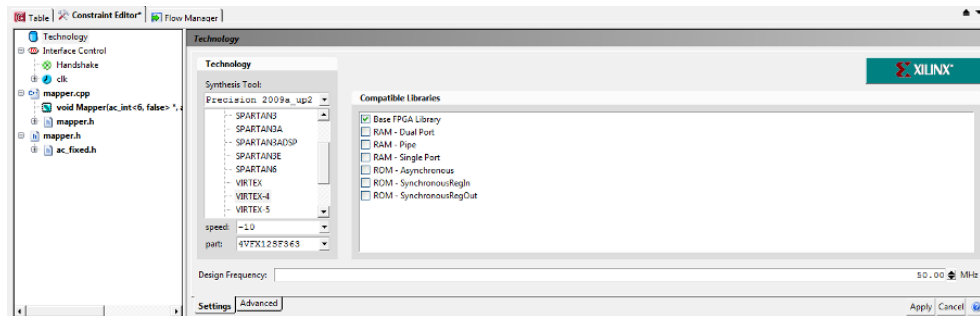 Table
Constraint Editor*
Flow Manager
Technology
Interface Control
Handshake
clk
mapper.cpp
void Mapper(ac_int<6, false> *, a
mapper.h
mapper.h
ac_fixed.h
Technology
Technology
Synthesis Tool:
Precision 2009a_up2
SPARTAN3
SPARTAN3A
SPARTAN3ADSP
SPARTAN3E
SPARTAN6
VIRTEX
VIRTEX-4
VIRTEX-5
speed: -10
part: 4VFX12SF363
XILINX
Compatible Libraries
Base FPGA Library
RAM - Dual Port
RAM - Pipe
RAM - Single Port
ROM - Asynchronous
ROM - SynchronousRegIn
ROM - SynchronousRegOut
Design Frequency: 50.00 MHz
Settings Advanced
Apply Cancel